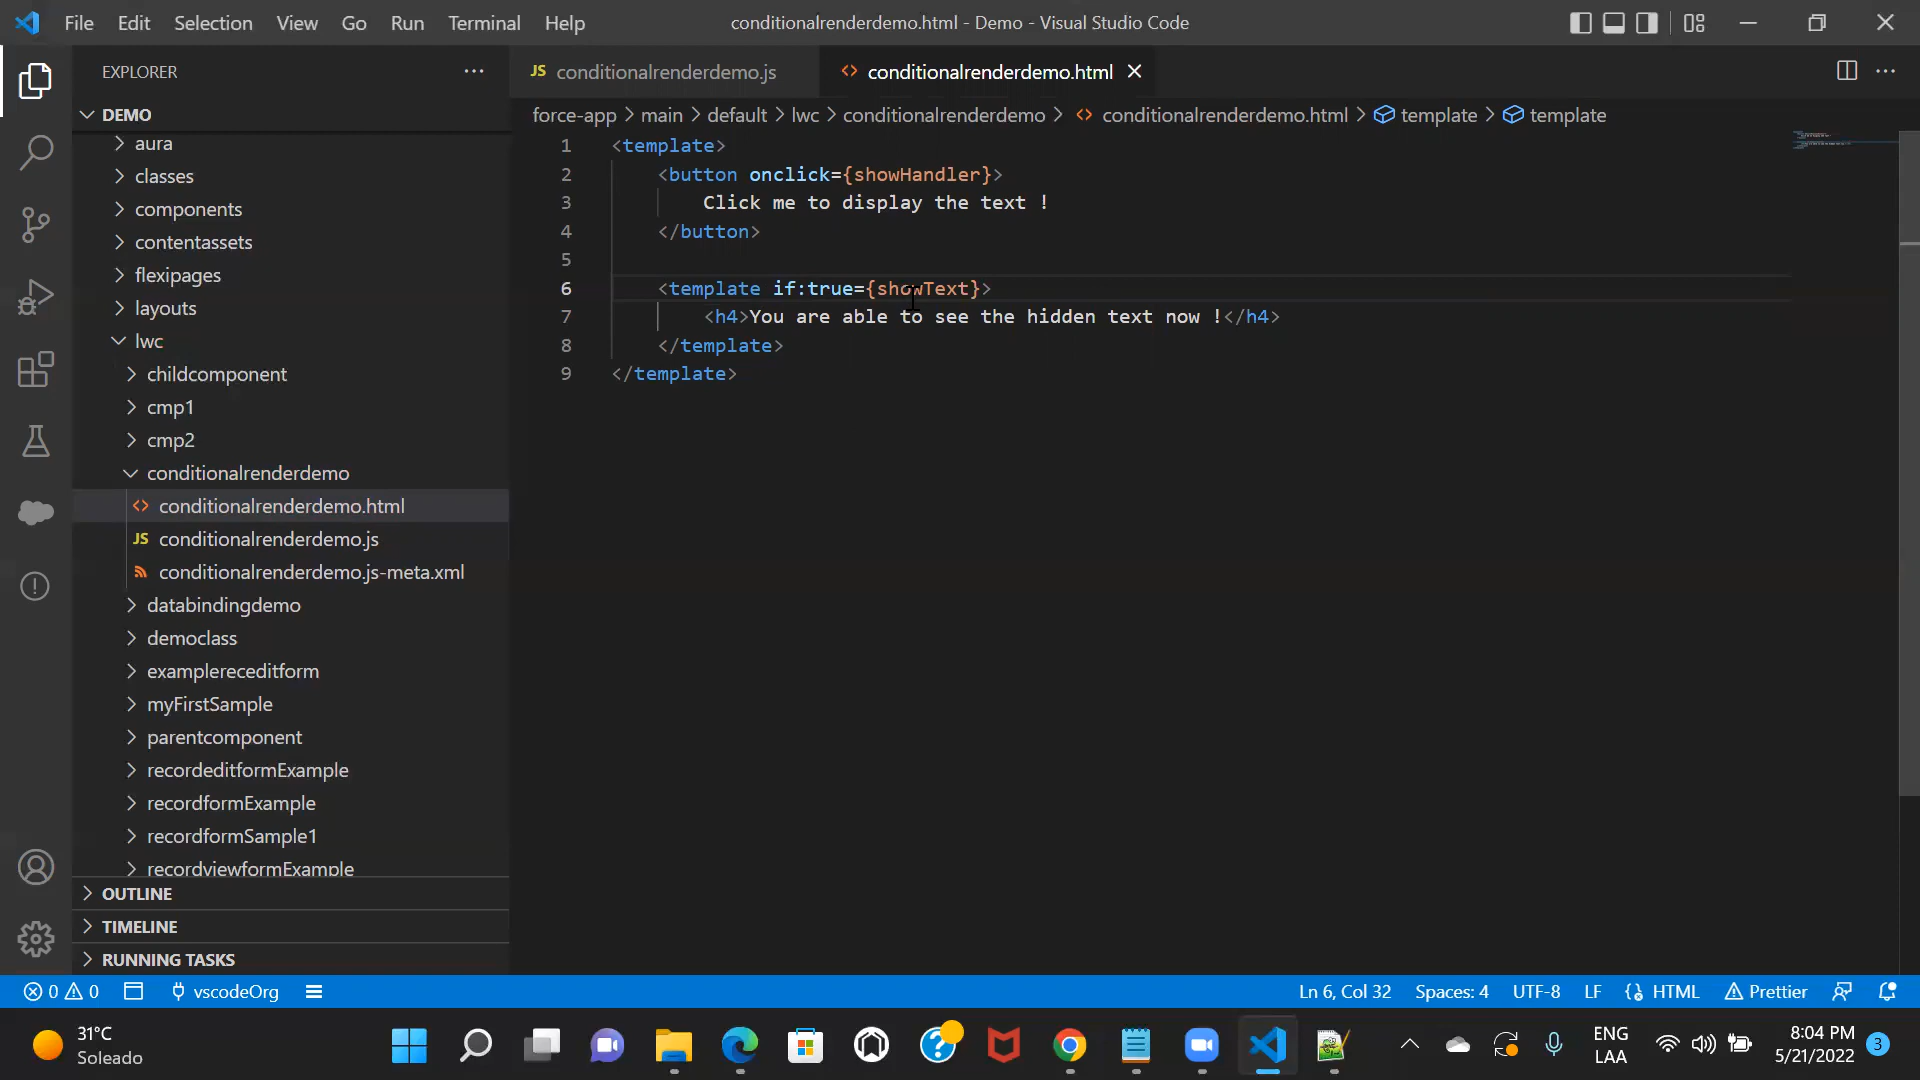 File Edit Selection View Go Run Terminal Help
conditionalrenderdemo.html - Demo - Visual Studio Code
EXPLORER
JS conditionalrenderdemo.js
<> conditionalrenderdemo.html
DEMO
force-app > main > default > lwc > conditionalrenderdemo > <> conditionalrenderdemo.html > template > template
aura
classes
components
contentassets
flexipages
layouts
lwc
childcomponent
cmp1
cmp2
conditionalrenderdemo
<> conditionalrenderdemo.html
JS conditionalrenderdemo.js
conditionalrenderdemo.js-meta.xml
databindingdemo
democlass
examplereceditform
myFirstSample
parentcomponent
recordeditformExample
recordformExample
recordformSample1
recordviewformExample
OUTLINE
TIMELINE
RUNNING TASKS
1 <template>
2 <button onclick={showHandler}>
3 Click me to display the text !
4 </button>
5
6 <template if:true={showText}>
7 <h4>You are able to see the hidden text now !</h4>
8 </template>
9 </template>
0 0 vscodeOrg
Ln 6, Col 32 Spaces: 4 UTF-8 LF {} HTML Prettier
31°C
Soleado
ENG
LAA
8:04 PM
5/21/2022
3